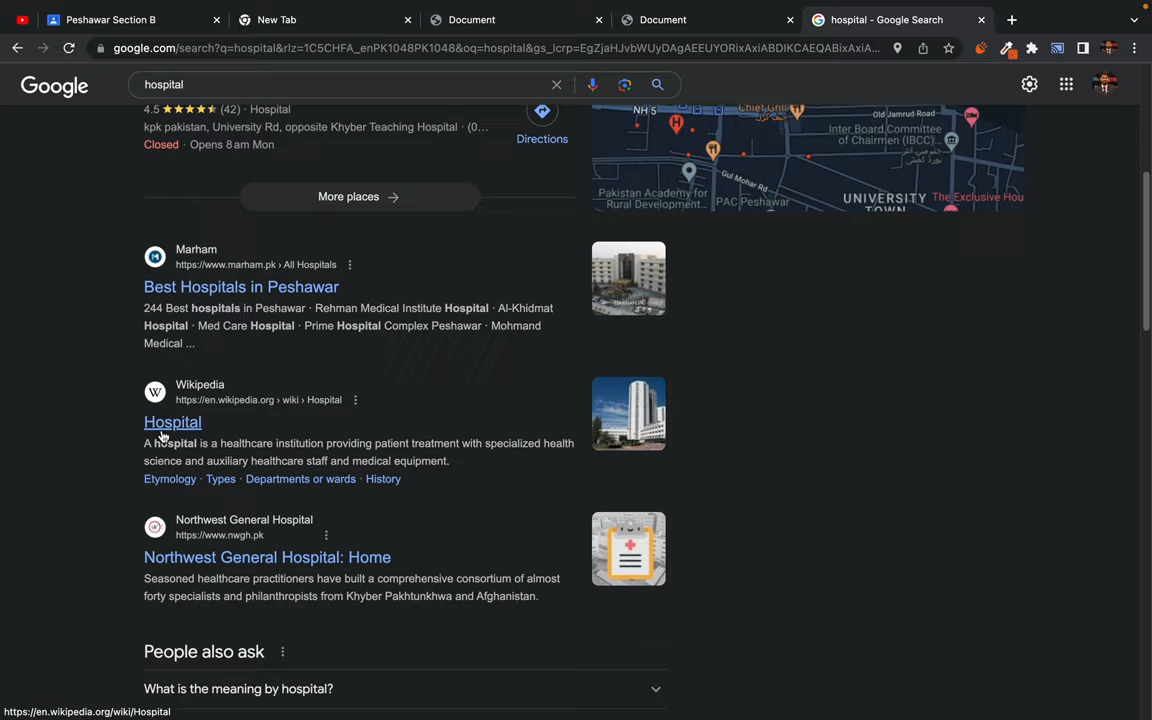 Peshawar Section B
New Tab
Document
Document
hospital - Google Search
google.com/search?q=hospital&rlz=1C5CHFA_enPK1048PK1048&oq=hospital&gs_lcrp=EgZjaHJvbWUyDAgAEEUYORixAxiABDIKCAEQABixAxiA...
Google
hospital
4.5 ★★★★★ (42) · Hospital
kpk pakistan, University Rd, opposite Khyber Teaching Hospital · (0...
Closed · Opens 8 am Mon
Directions
NH 5
Chief Grill
Old Jamrud Road
Inter Board Committee
of Chairmen (IBCC)...
Gul Mohar Rd
Pakistan Academy for
Rural Development...
PAC Peshawar
UNIVERSITY
TOWN
The Exclusive Hou
More places
Marham
https://www.marham.pk › All Hospitals
Best Hospitals in Peshawar
244 Best hospitals in Peshawar · Rehman Medical Institute Hospital · Al-Khidmat
Hospital · Med Care Hospital · Prime Hospital Complex Peshawar · Mohmand
Medical ...
MARHAM
W
Wikipedia
https://en.wikipedia.org › wiki › Hospital
Hospital
A hospital is a healthcare institution providing patient treatment with specialized health
science and auxiliary healthcare staff and medical equipment.
Etymology · Types · Departments or wards · History
Northwest General Hospital
https://www.nwgh.pk
Northwest General Hospital: Home
Seasoned healthcare practitioners have built a comprehensive consortium of almost
forty specialists and philanthropists from Khyber Pakhtunkhwa and Afghanistan.
People also ask
What is the meaning by hospital?
https://en.wikipedia.org/wiki/Hospital